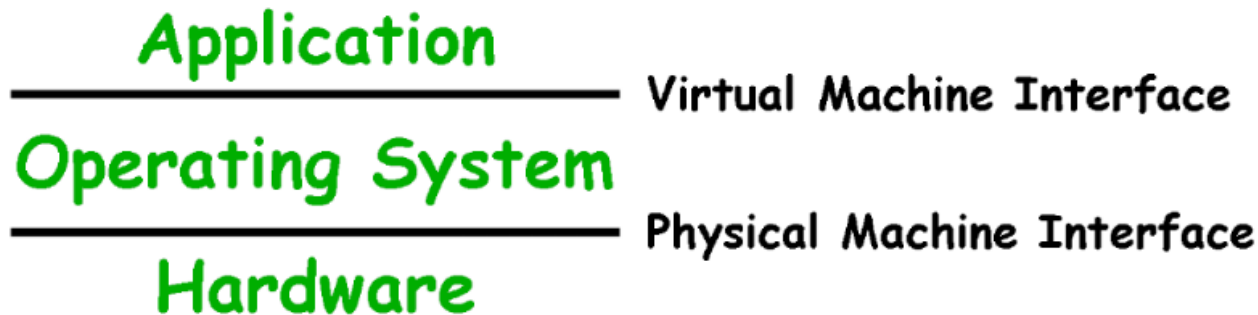 Application
Virtual Machine Interface
Operating System
Physical Machine Interface
Hardware